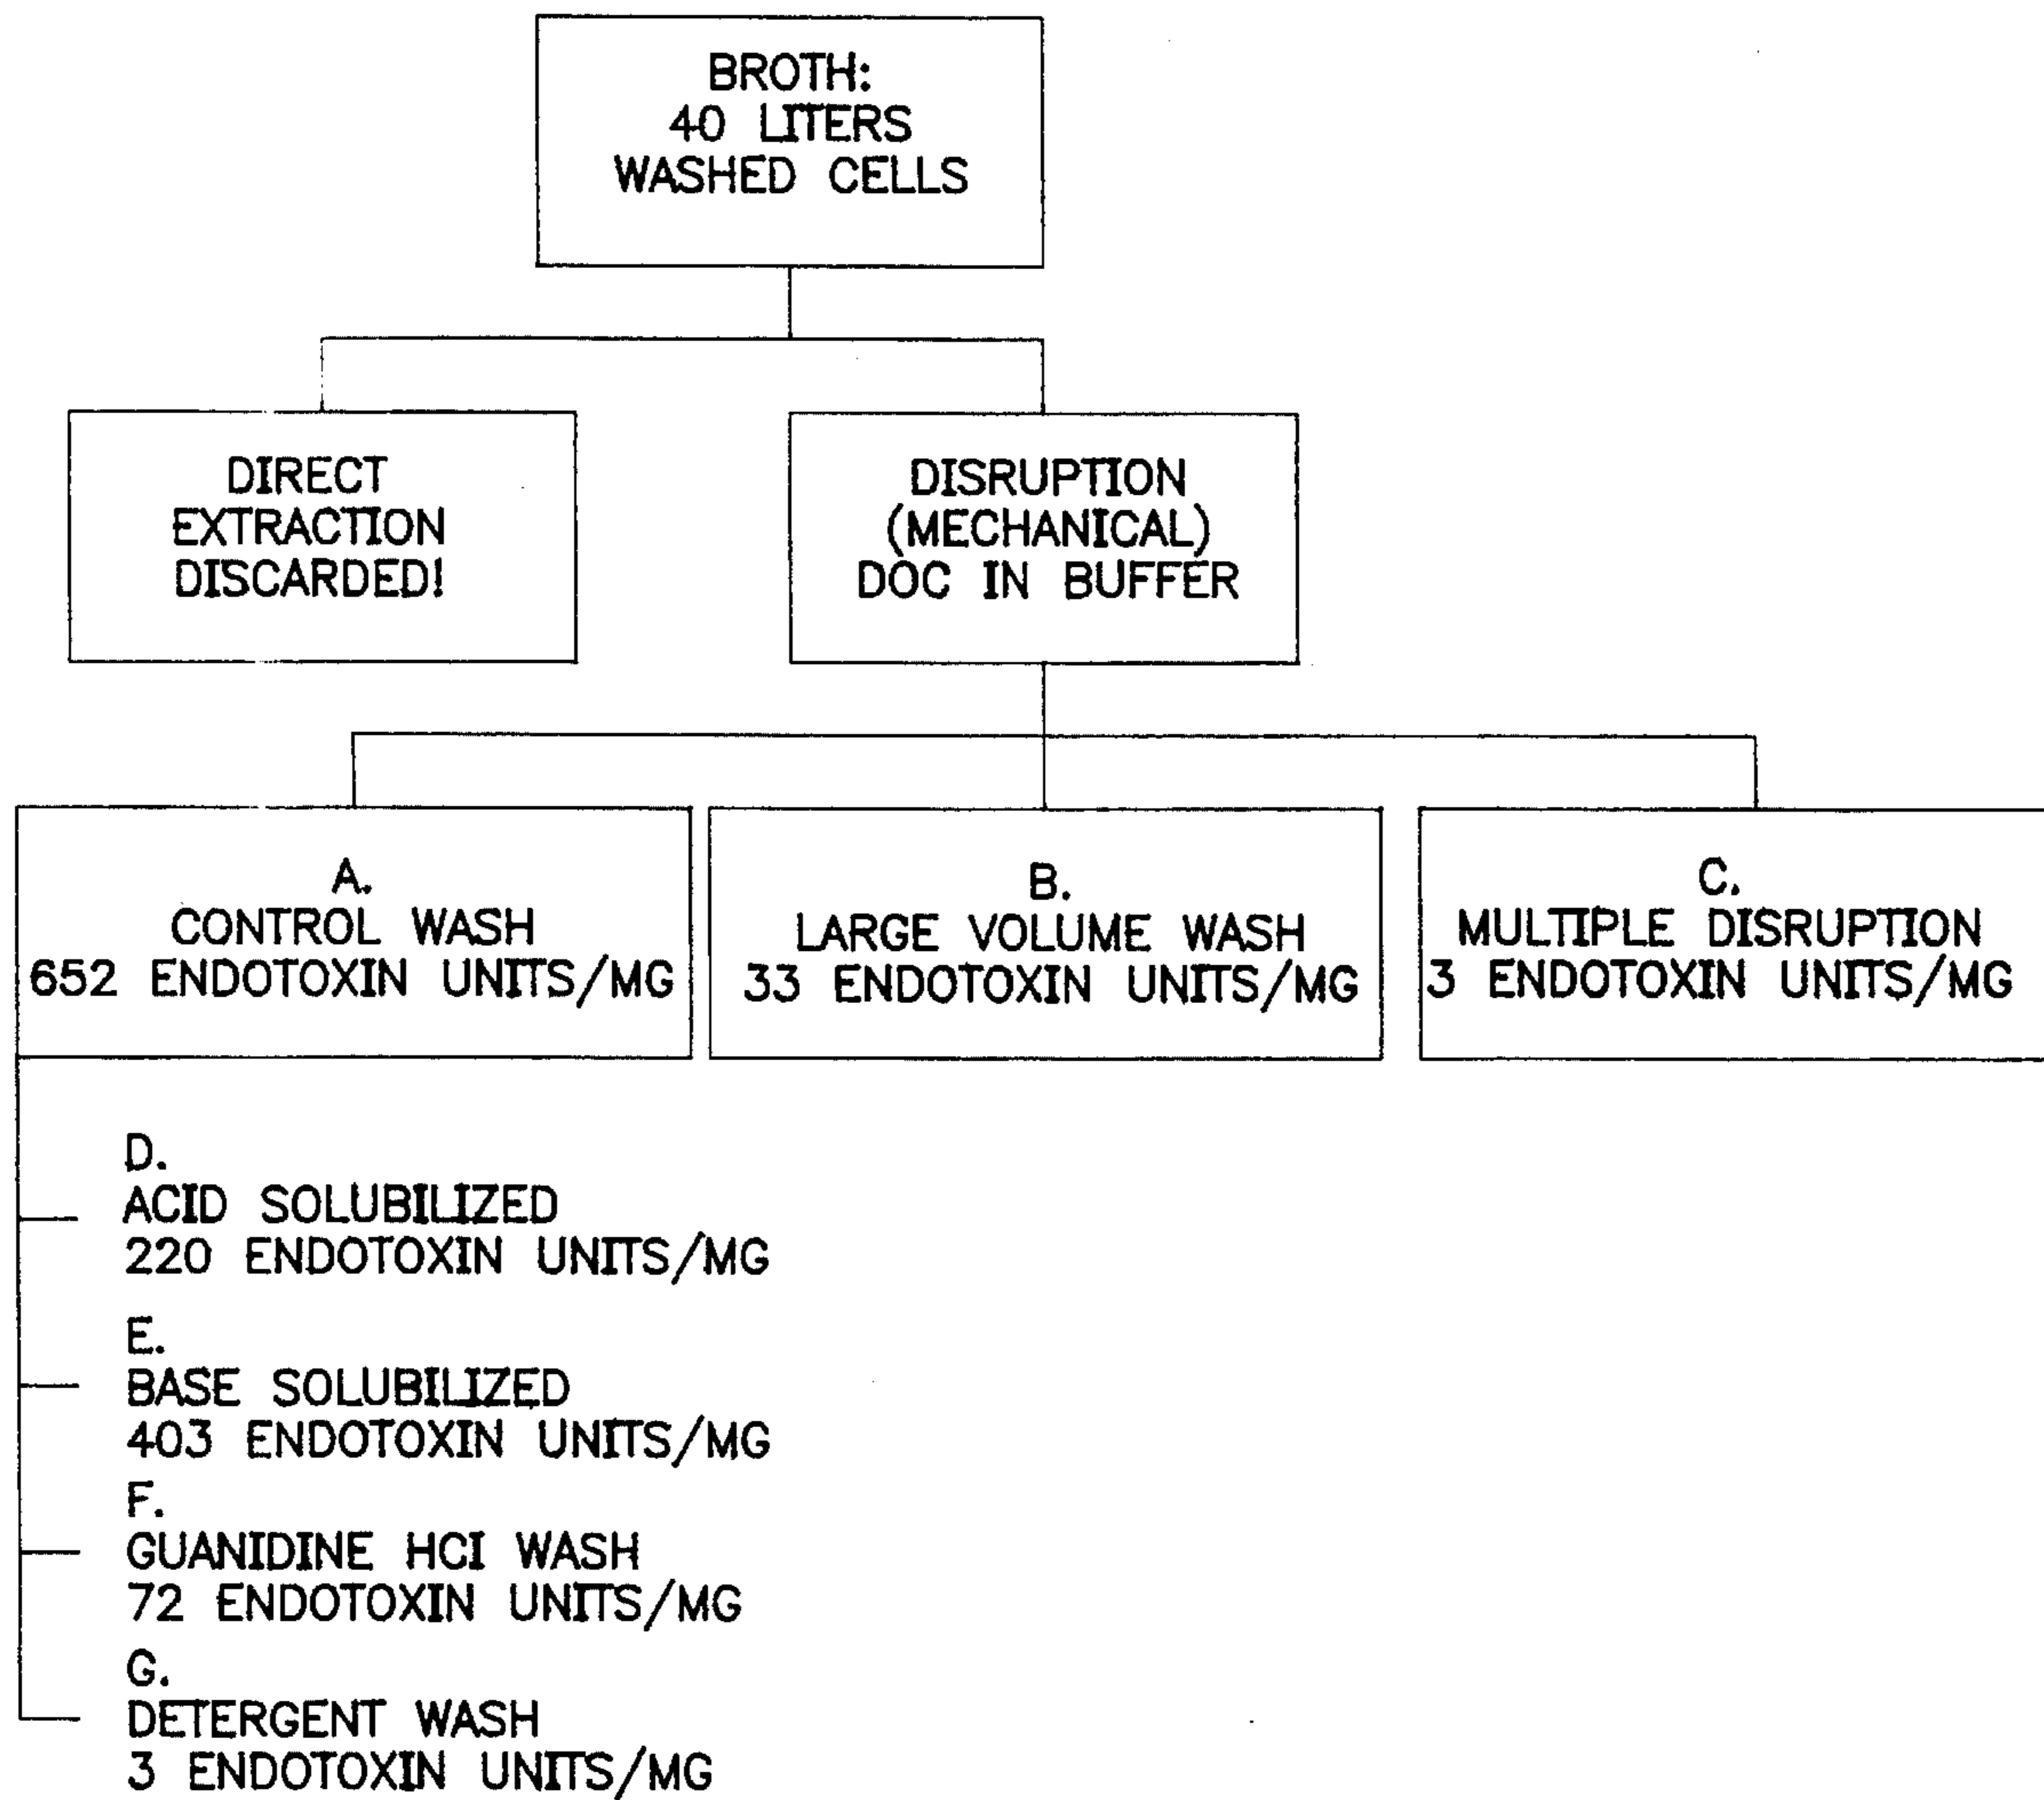 BROTH:
40 LITERS
WASHED CELLS
DIRECT
EXTRACTION
DISCARDED!
DISRUPTION
(MECHANICAL)
DOC IN BUFFER
A.
CONTROL WASH
652 ENDOTOXIN UNITS/MG
B.
LARGE VOLUME WASH
33 ENDOTOXIN UNITS/MG
C.
MULTIPLE DISRUPTION
3 ENDOTOXIN UNITS/MG
D.
ACID SOLUBILIZED
220 ENDOTOXIN UNITS/MG
E.
BASE SOLUBILIZED
403 ENDOTOXIN UNITS/MG
F.
GUANIDINE HCl WASH
72 ENDOTOXIN UNITS/MG
G.
DETERGENT WASH
3 ENDOTOXIN UNITS/MG